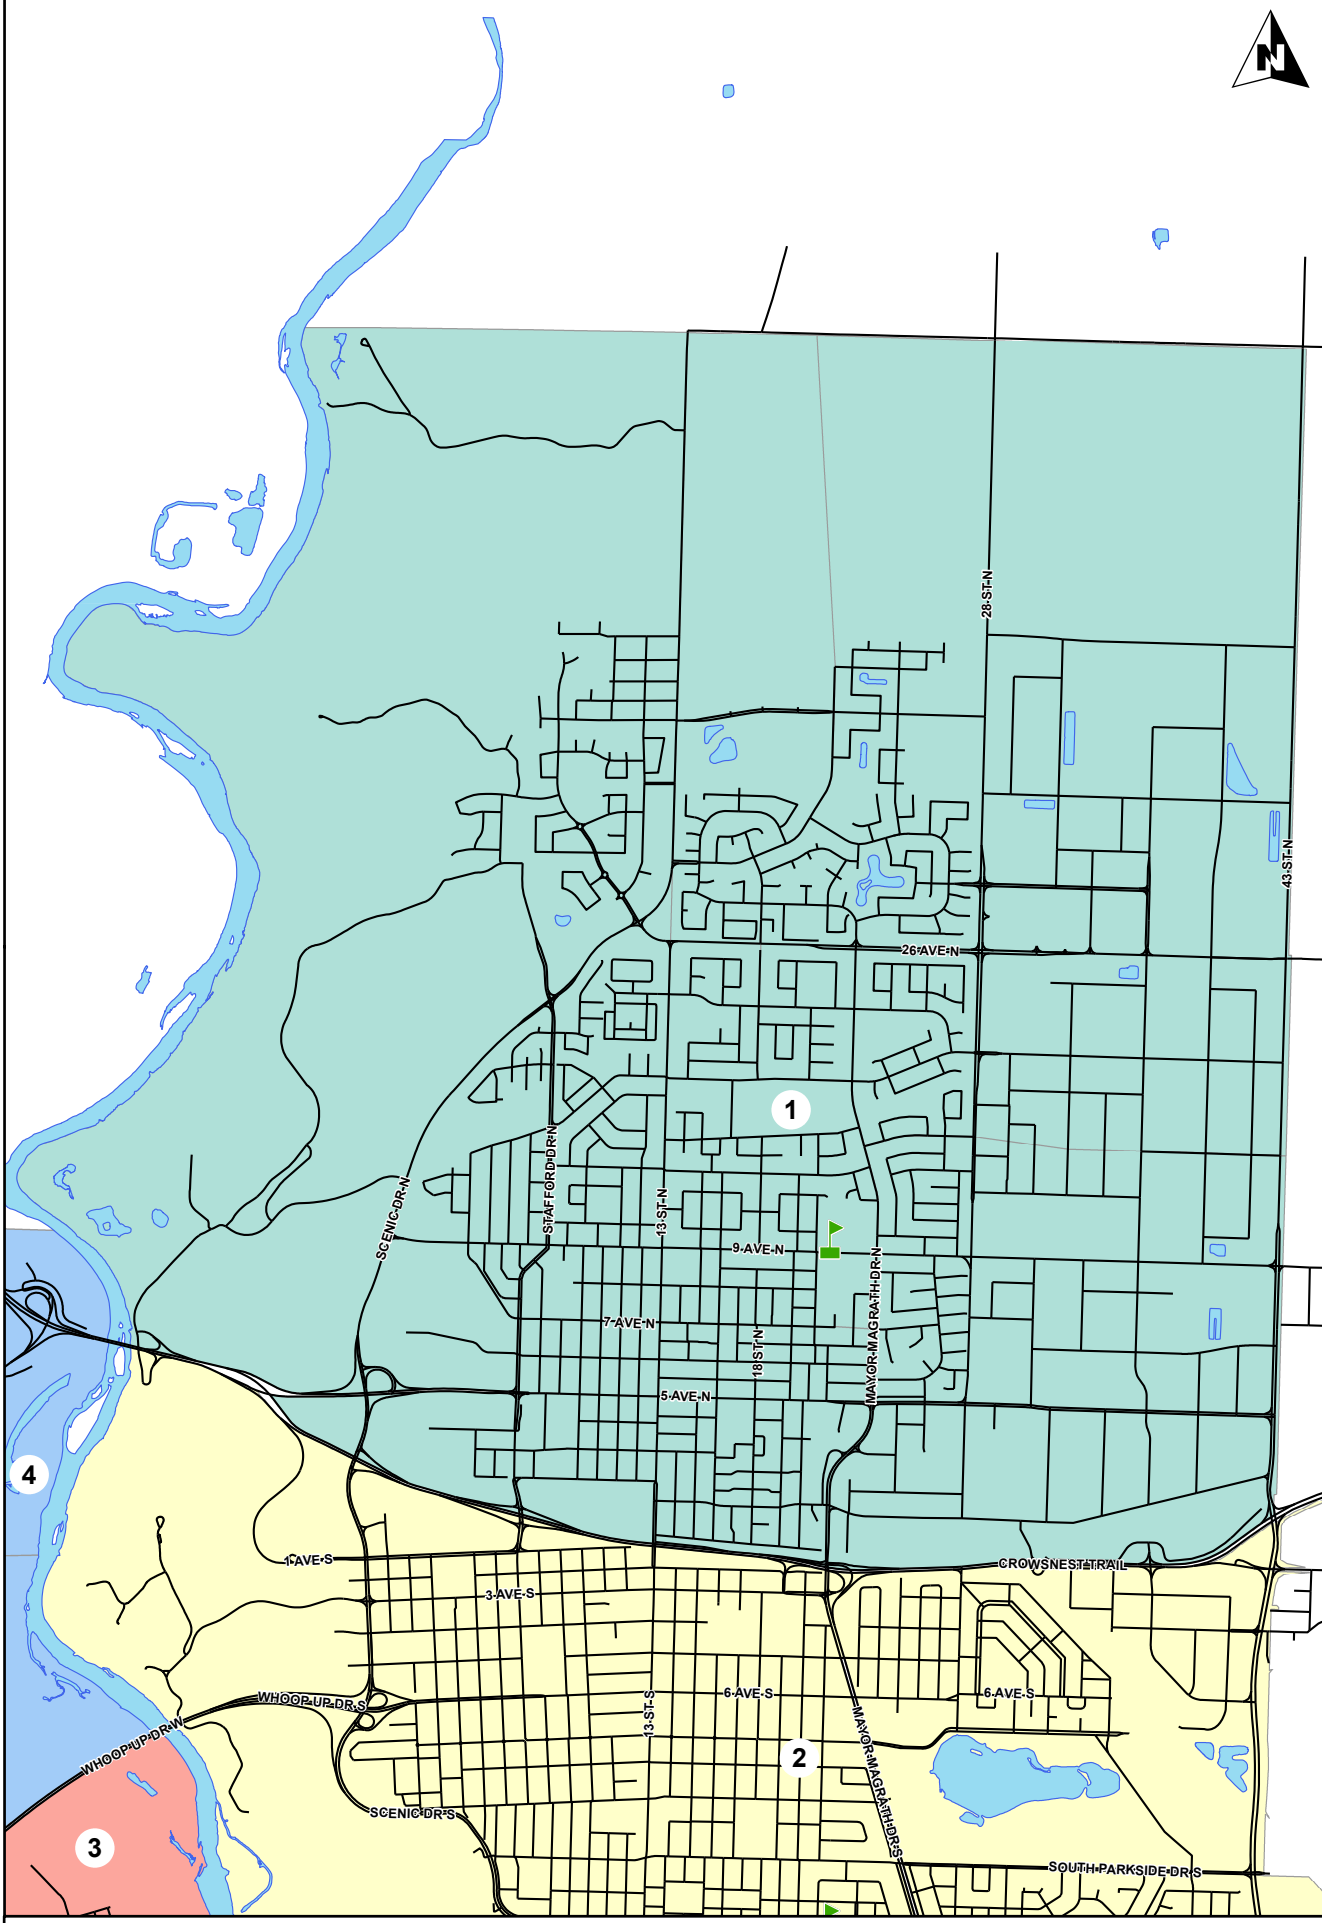 N
28 ST N
43 ST N
26 AVE N
1
STAFFORD DR N
13 ST N
SCENIC DR N
9 AVE N
MAYOR MAGRATH DR N
7 AVE N
18 ST N
5 AVE N
4
1 AVE S
CROWSNEST TRAIL
3 AVE S
WHOOP UP DR S
6 AVE S
6 AVE S
13 ST S
WHOOP UP DR W
MAYOR MAGRATH DR S
2
SCENIC DR S
3
SOUTH PARKSIDE DR S